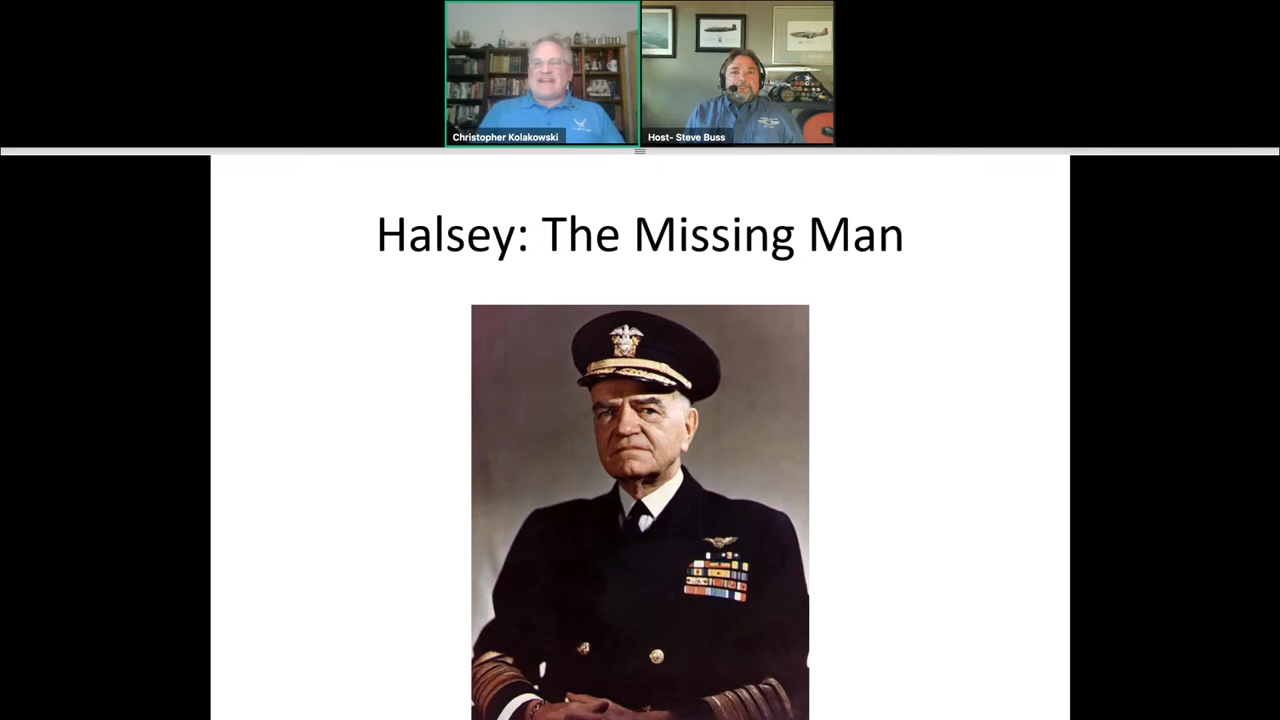 Christopher Kolakowski
Host- Steve Buss
Halsey: The Missing Man